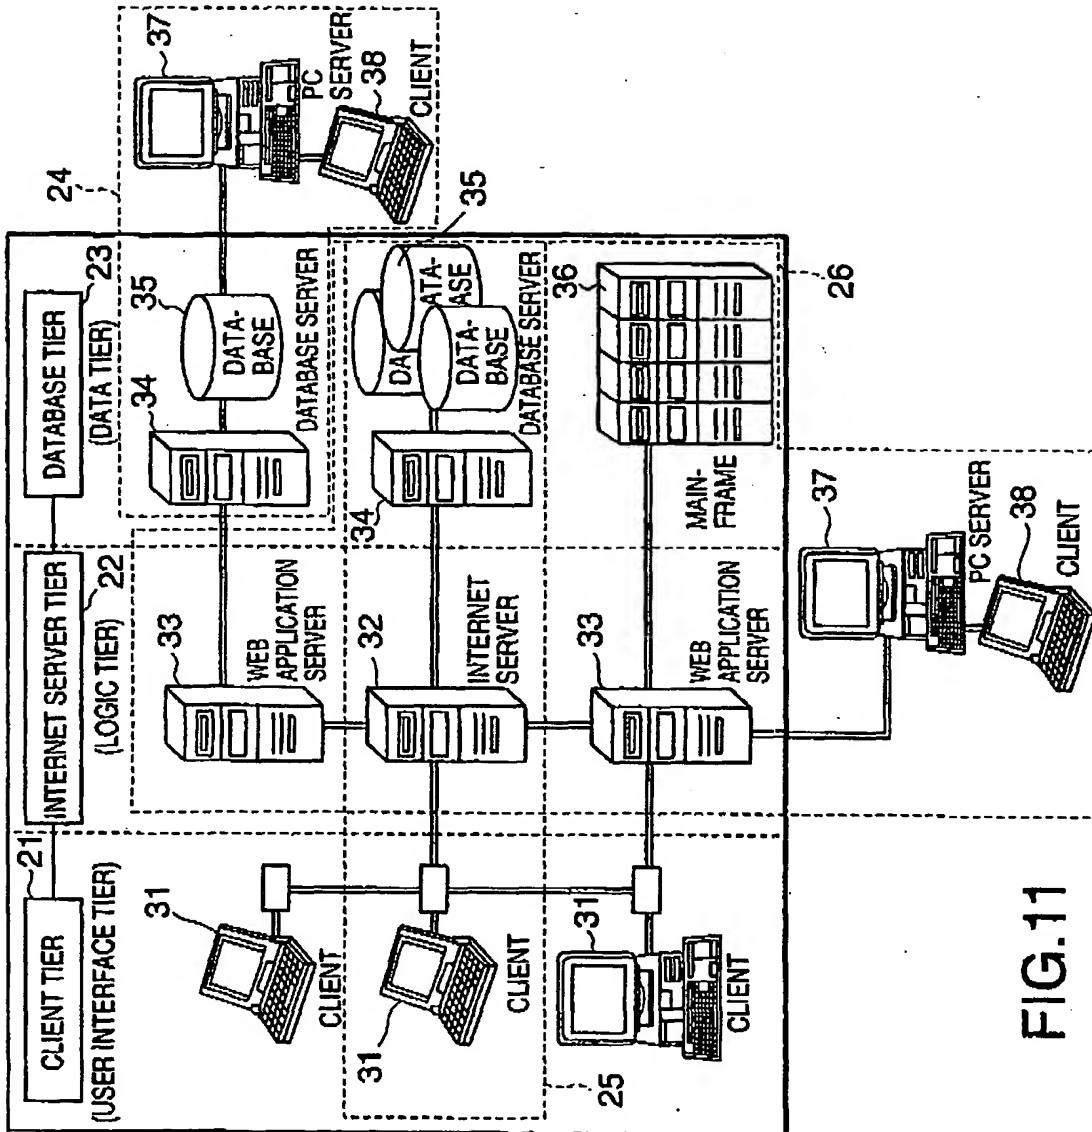 CLIENT TIER
21
INTERNET SERVER TIER
22
DATABASE TIER
23
(USER INTERFACE TIER)
(LOGIC TIER)
(DATA TIER)
24
31
CLIENT
33
WEB
APPLICATION
SERVER
34
35
DATA-
BASE
DATABASE SERVER
37
PC
SERVER
38
CLIENT
31
CLIENT
32
INTERNET
SERVER
34
DATA-
BASE
DATA-
BASE
35
DATABASE SERVER
31
CLIENT
25
33
WEB
APPLICATION
SERVER
MAIN-
FRAME
36
26
37
PC SERVER
38
CLIENT
FIG.11